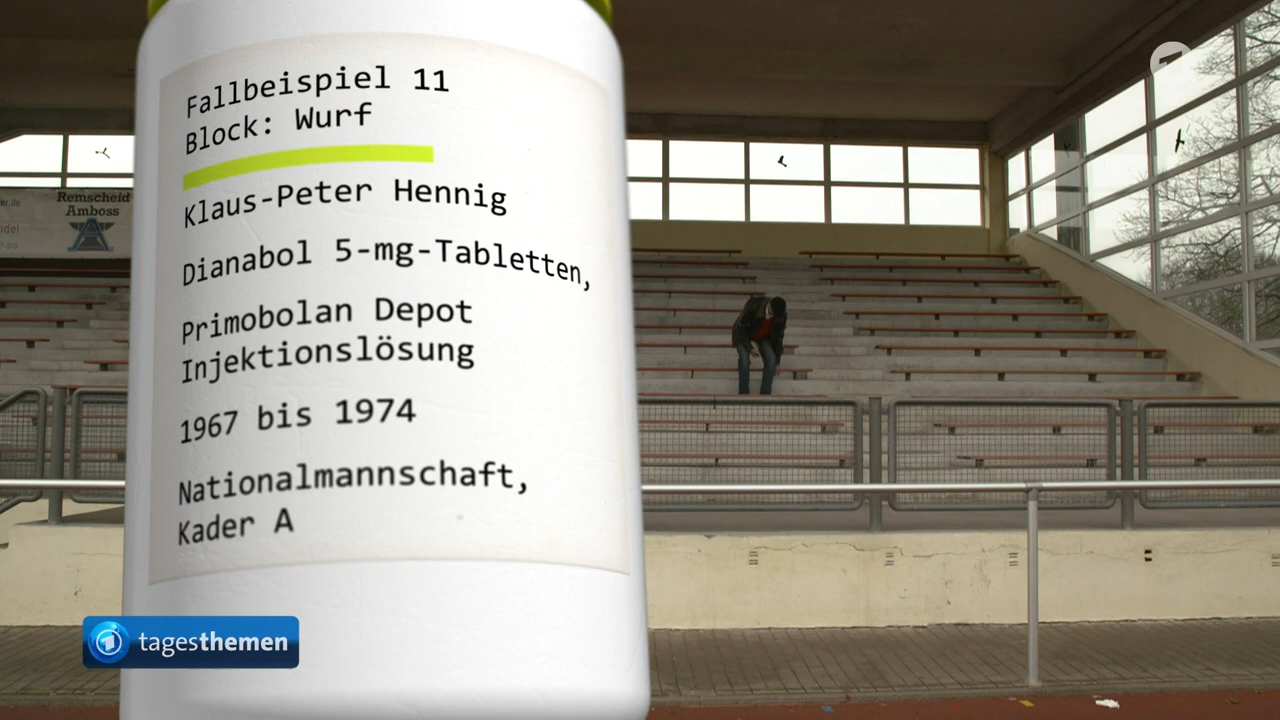 Fallbeispiel 11
Block: Wurf
Klaus-Peter Hennig
Dianabol 5-mg-Tabletten,
Primobolan Depot
Injektionslösung
1967 bis 1974
Nationalmannschaft,
Kader A
Remscheid
Amboss
tagesthemen